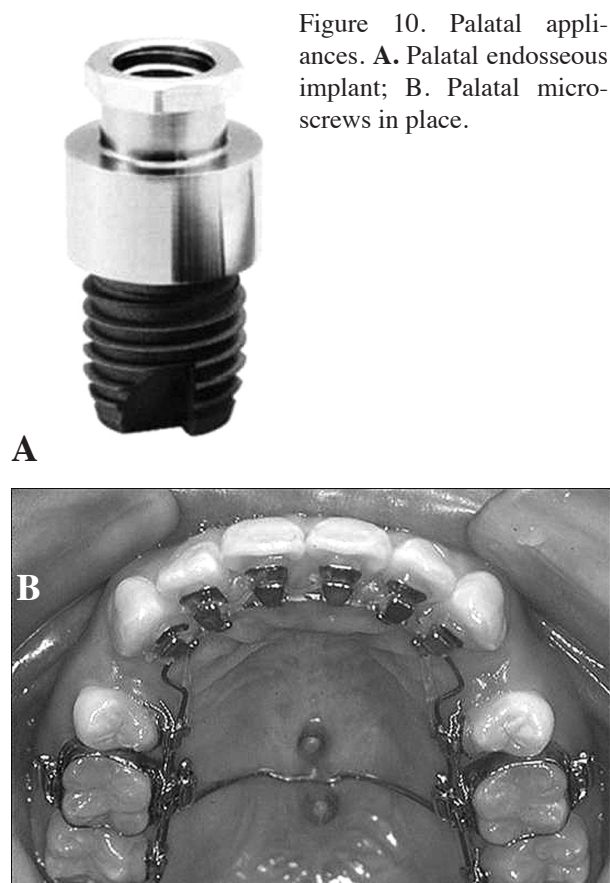 Figure 10. Palatal appli-
ances. A. Palatal endosseous
implant; B. Palatal micro-
screws in place.
A
B